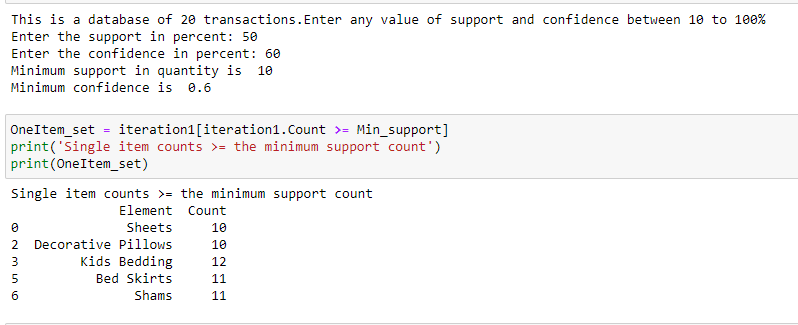 This is a database of 20 transactions.Enter any value of support and confidence between 10 to 100%
Enter the support in percent: 50
Enter the confidence in percent: 60
Minimum support in quantity is  10
Minimum confidence is  0.6
OneItem_set = iteration1[iteration1.Count >= Min_support]
print('Single item counts >= the minimum support count')
print(OneItem_set)
Single item counts >= the minimum support count
Element  Count
0 Sheets 10
2 Decorative Pillows 10
3 Kids Bedding 12
5 Bed Skirts 11
6 Shams 11